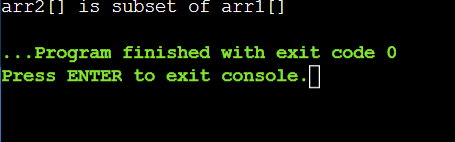 arr2[] is subset of arr1[]
...Program finished with exit code 0
Press ENTER to exit console.